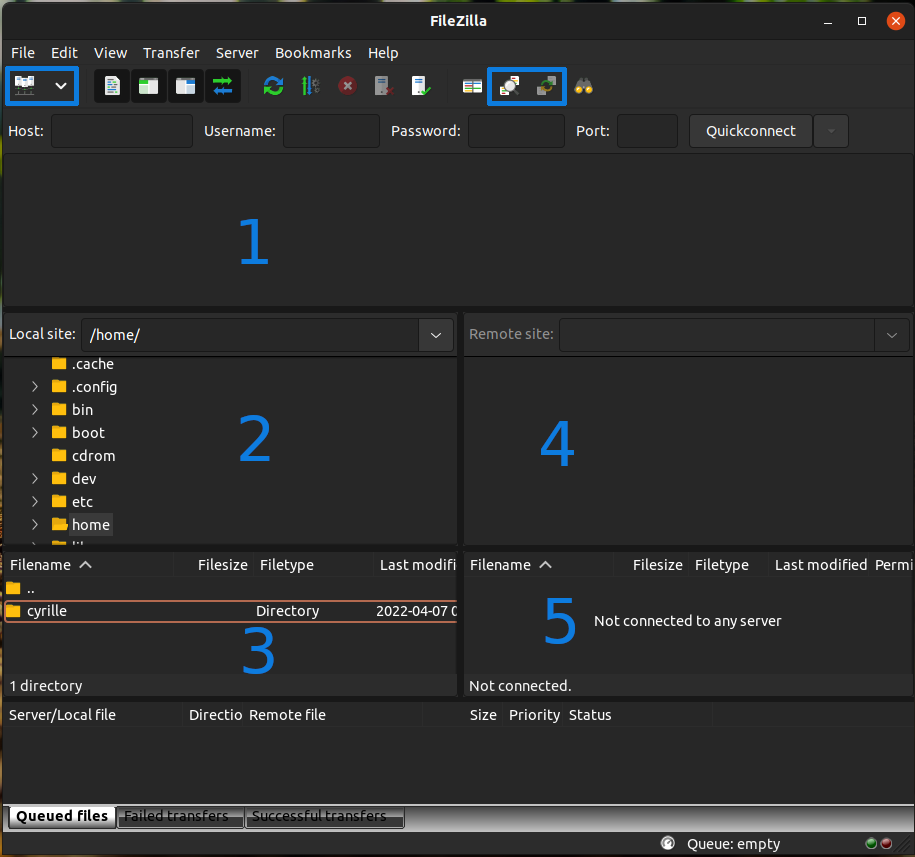 FileZilla
File Edit View Transfer Server Bookmarks Help
Host: Username: Password: Port: Quickconnect
1
Local site: /home/ Remote site:
.cache
.config
bin
boot
cdrom
dev
etc
home
2
4
Filename Filesize Filetype Last modifi
..
cyrille Directory 2022-04-07
3
1 directory
Filename Filesize Filetype Last modified Permi
5
Not connected to any server
Not connected.
Server/Local file Directio Remote file Size Priority Status
Queued files Failed transfers Successful transfers
Queue: empty